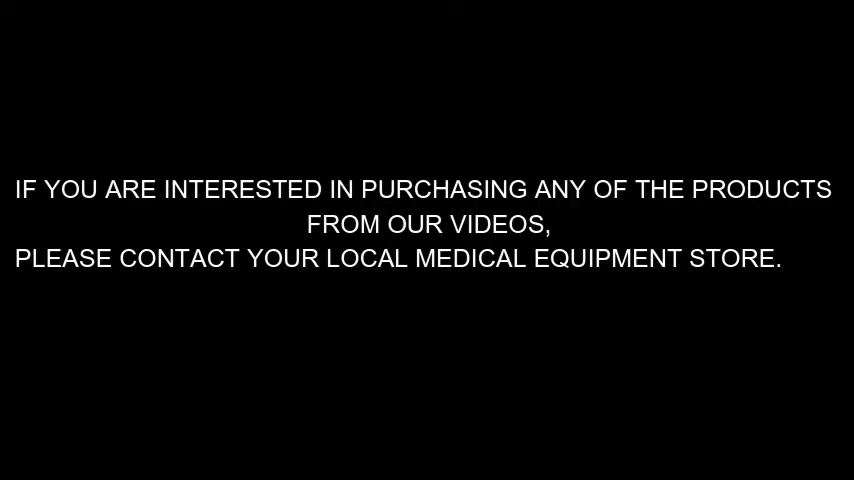 IF YOU ARE INTERESTED IN PURCHASING ANY OF THE PRODUCTS
FROM OUR VIDEOS,
PLEASE CONTACT YOUR LOCAL MEDICAL EQUIPMENT STORE.